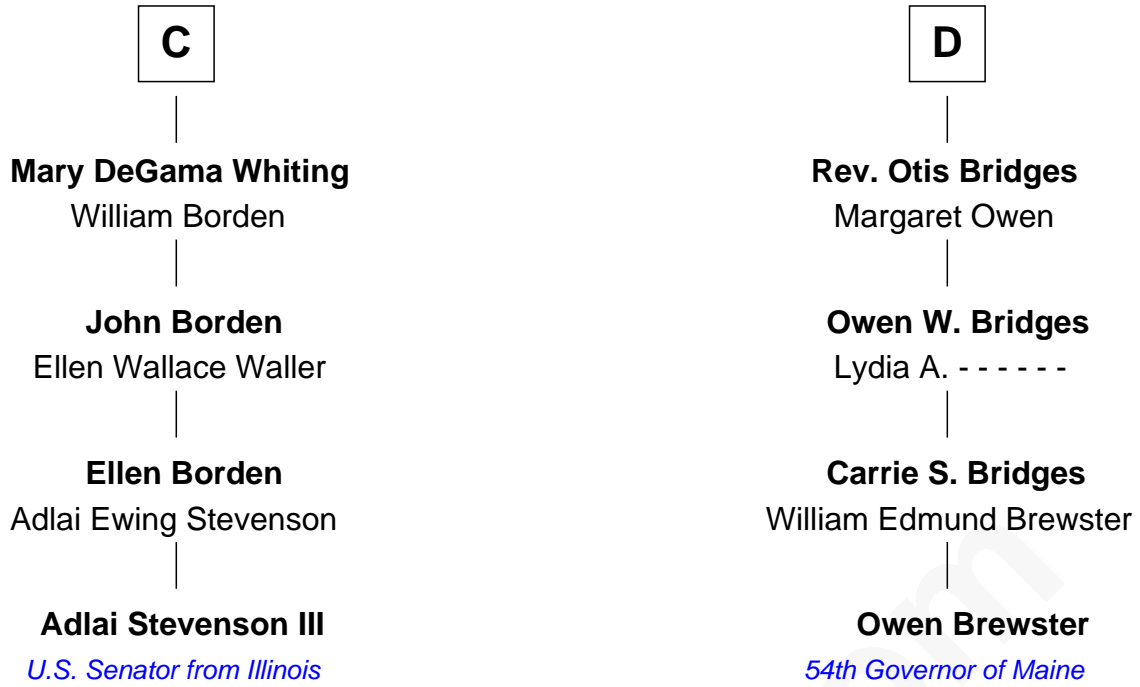 C
Mary DeGama Whiting
William Borden
John Borden
Ellen Wallace Waller
Ellen Borden
Adlai Ewing Stevenson
Adlai Stevenson III
U.S. Senator from Illinois
D
Rev. Otis Bridges
Margaret Owen
Owen W. Bridges
Lydia A. - - - - - -
Carrie S. Bridges
William Edmund Brewster
Owen Brewster
54th Governor of Maine